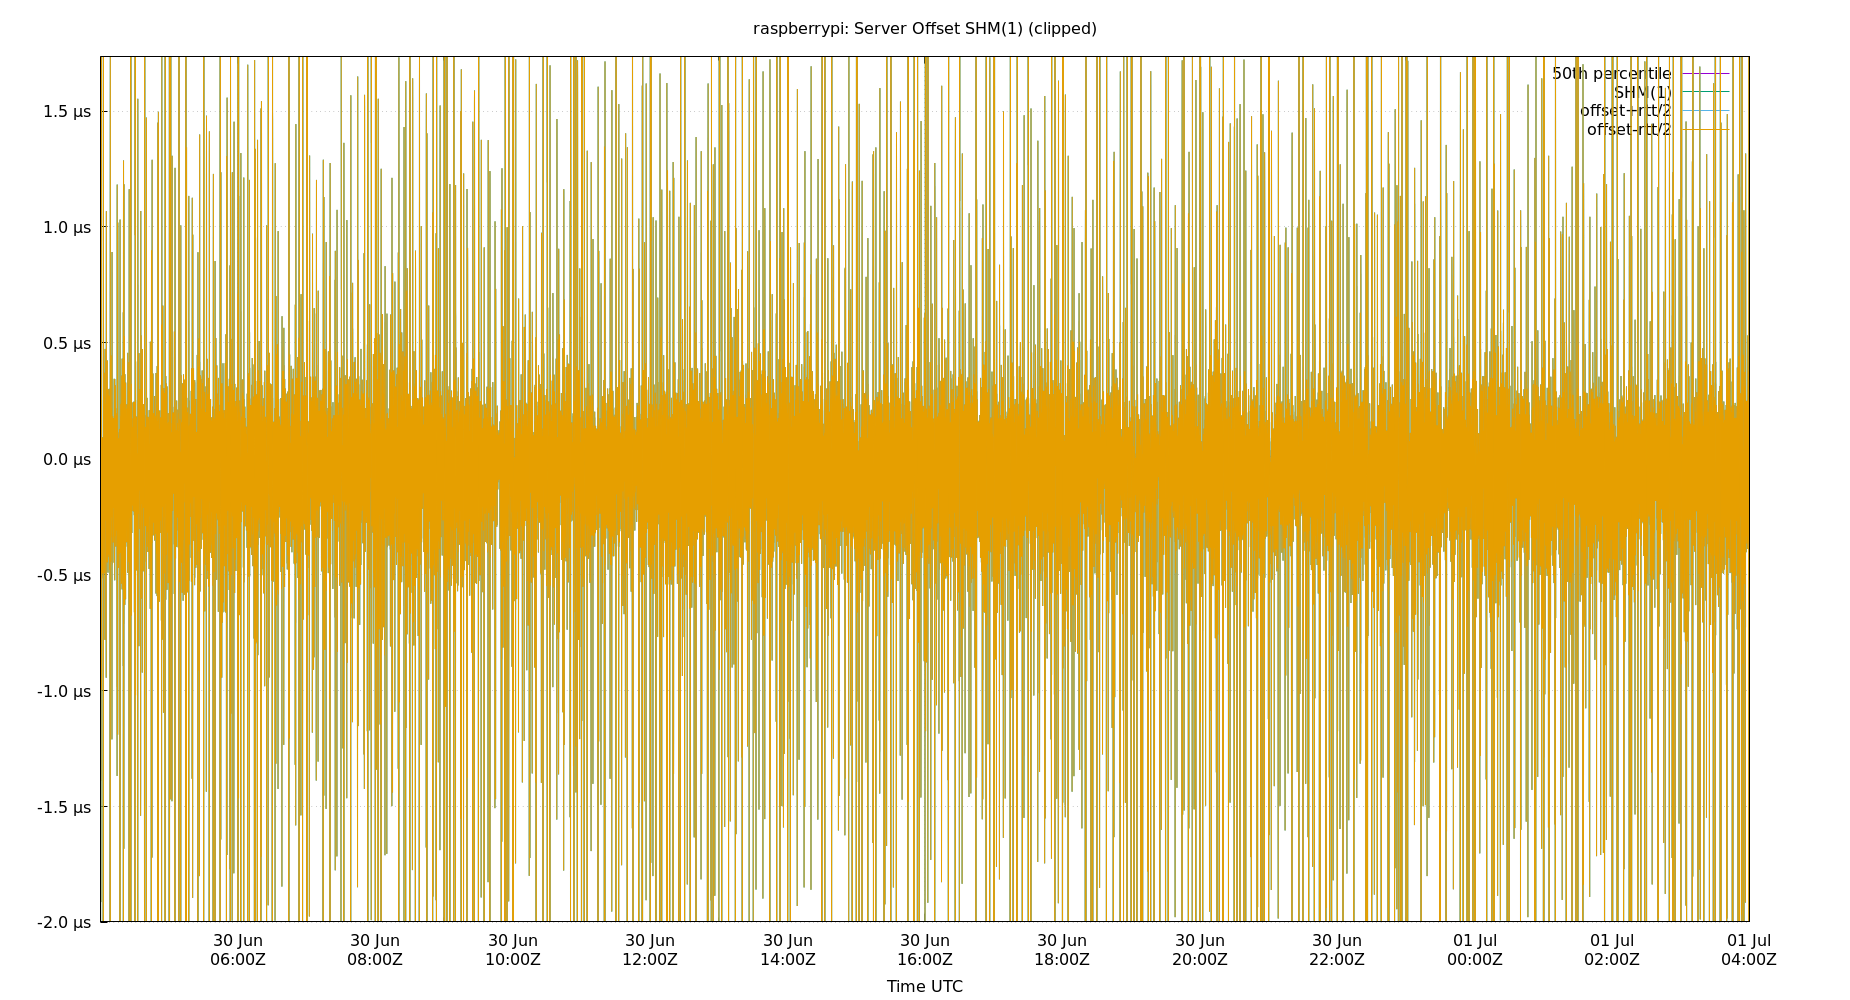 raspberrypi: Server Offset SHM(1) (clipped)
50th percentile
SHM(1)
offset+rtt/2
offset-rtt/2
1.5 µs
1.0 µs
0.5 µs
0.0 µs
-0.5 µs
-1.0 µs
-1.5 µs
-2.0 µs
30 Jun 30 Jun 30 Jun 30 Jun 30 Jun 30 Jun 30 Jun 30 Jun 30 Jun 01 Jul 01 Jul 01 Jul
06:00Z 08:00Z 10:00Z 12:00Z 14:00Z 16:00Z 18:00Z 20:00Z 22:00Z 00:00Z 02:00Z 04:00Z
Time UTC